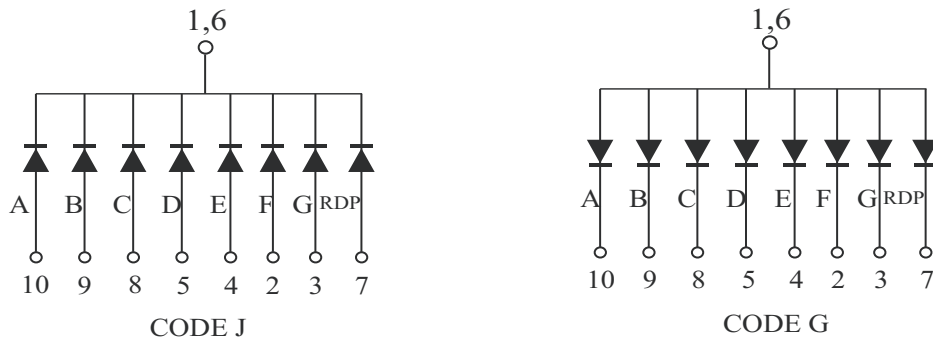 1,6
A B C D E F G RDP
10 9 8 5 4 2 3 7
CODE J
1,6
A B C D E F G RDP
10 9 8 5 4 2 3 7
CODE G